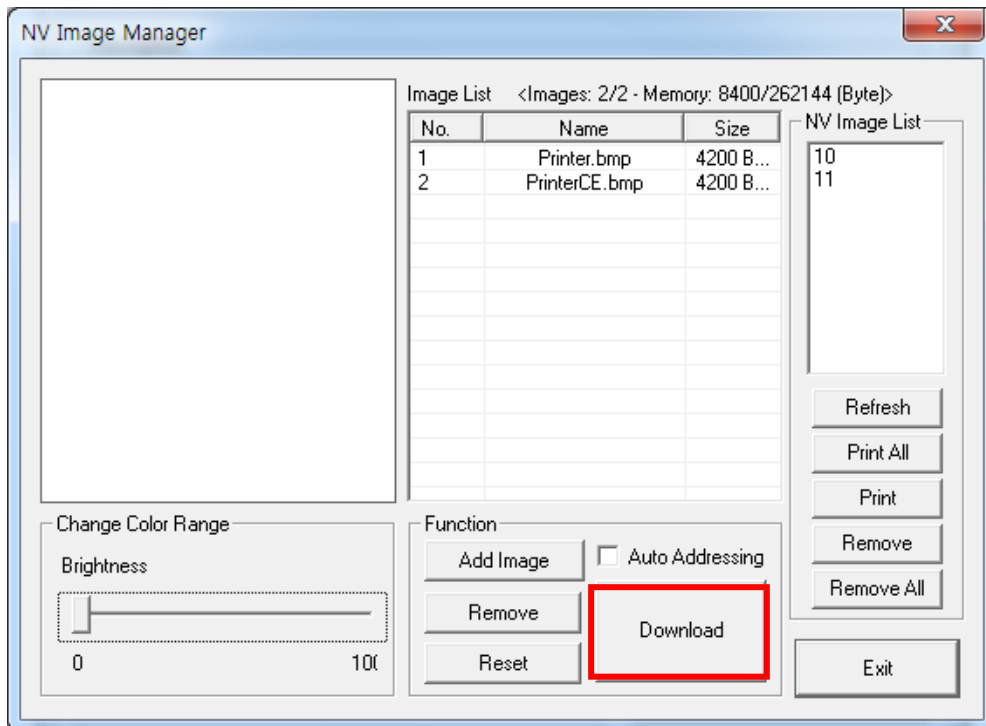 NV Image Manager
Image List <Images: 2/2 - Memory: 8400/262144 (Byte)>
No. Name Size
1 Printer.bmp 4200 B...
2 PrinterCE.bmp 4200 B...
NV Image List
10
11
Refresh
Print All
Print
Remove
Remove All
Change Color Range
Brightness
0 10(
Function
Add Image Auto Addressing
Remove
Download
Reset
Exit